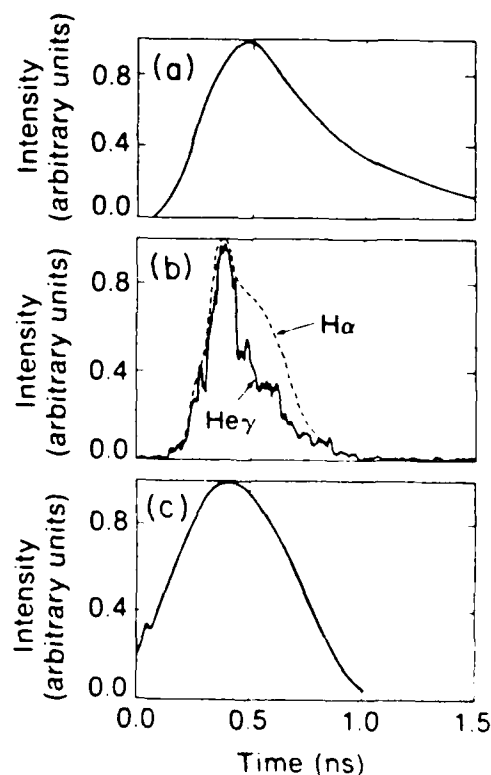 Intensity
(arbitrary units)
0.8
0.4
0.0
(a)
Intensity
(arbitrary units)
0.8
0.4
0.0
(b)
Hα
Heγ
Intensity
(arbitrary units)
0.8
0.4
0.0
(c)
0.0 0.5 1.0 1.5
Time (ns)